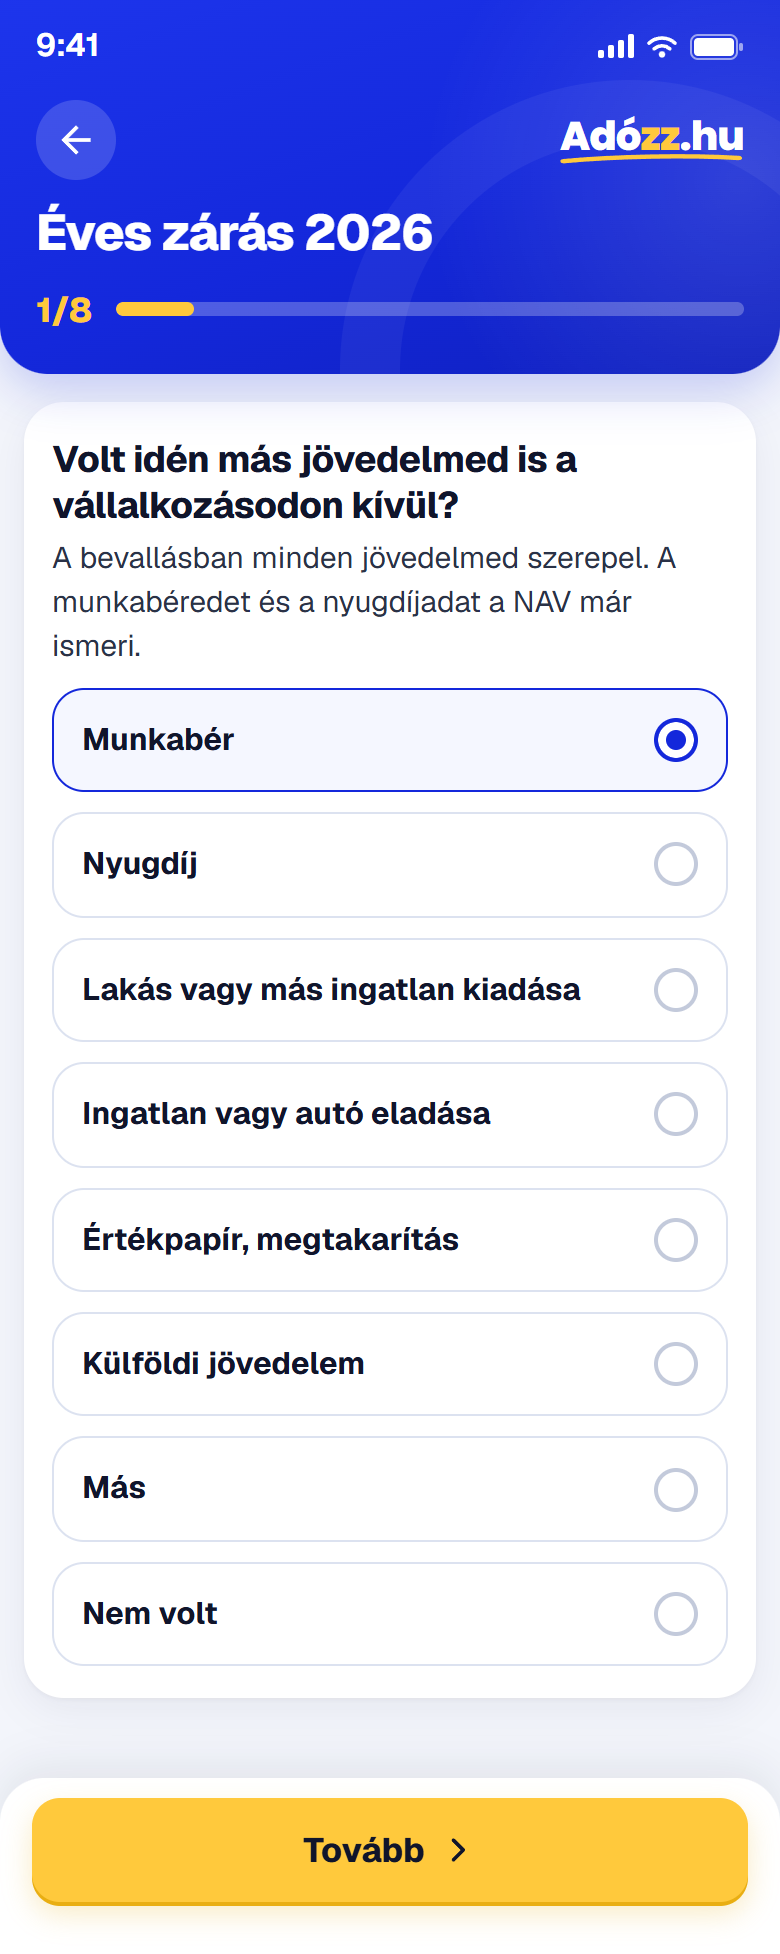 9:41
Adózz.hu
Éves zárás 2026
1/8
Volt idén más jövedelmed is a
vállalkozásodon kívül?
A bevallásban minden jövedelmed szerepel. A
munkabéredet és a nyugdíjadat a NAV már
ismeri.
Munkabér
Nyugdíj
Lakás vagy más ingatlan kiadása
Ingatlan vagy autó eladása
Értékpapír, megtakarítás
Külföldi jövedelem
Más
Nem volt
Tovább